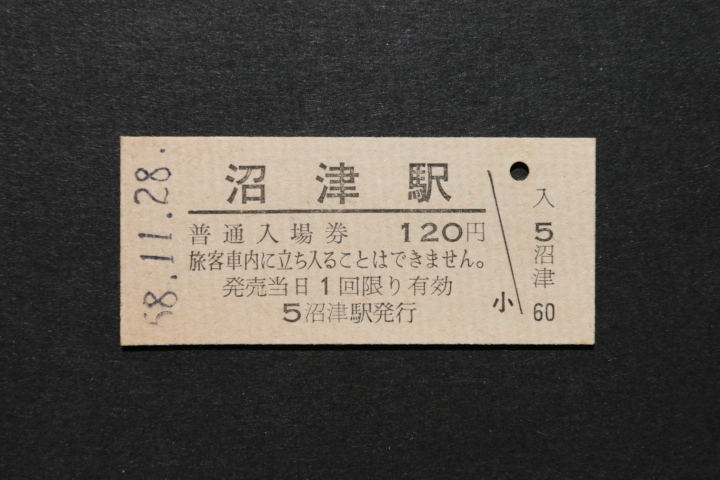 58.11.28.
沼津駅
普通入場券 120円
旅客車内に立ち入ることはできません。
発売当日1回限り有効
5沼津駅発行
小
入
5
沼
津
60